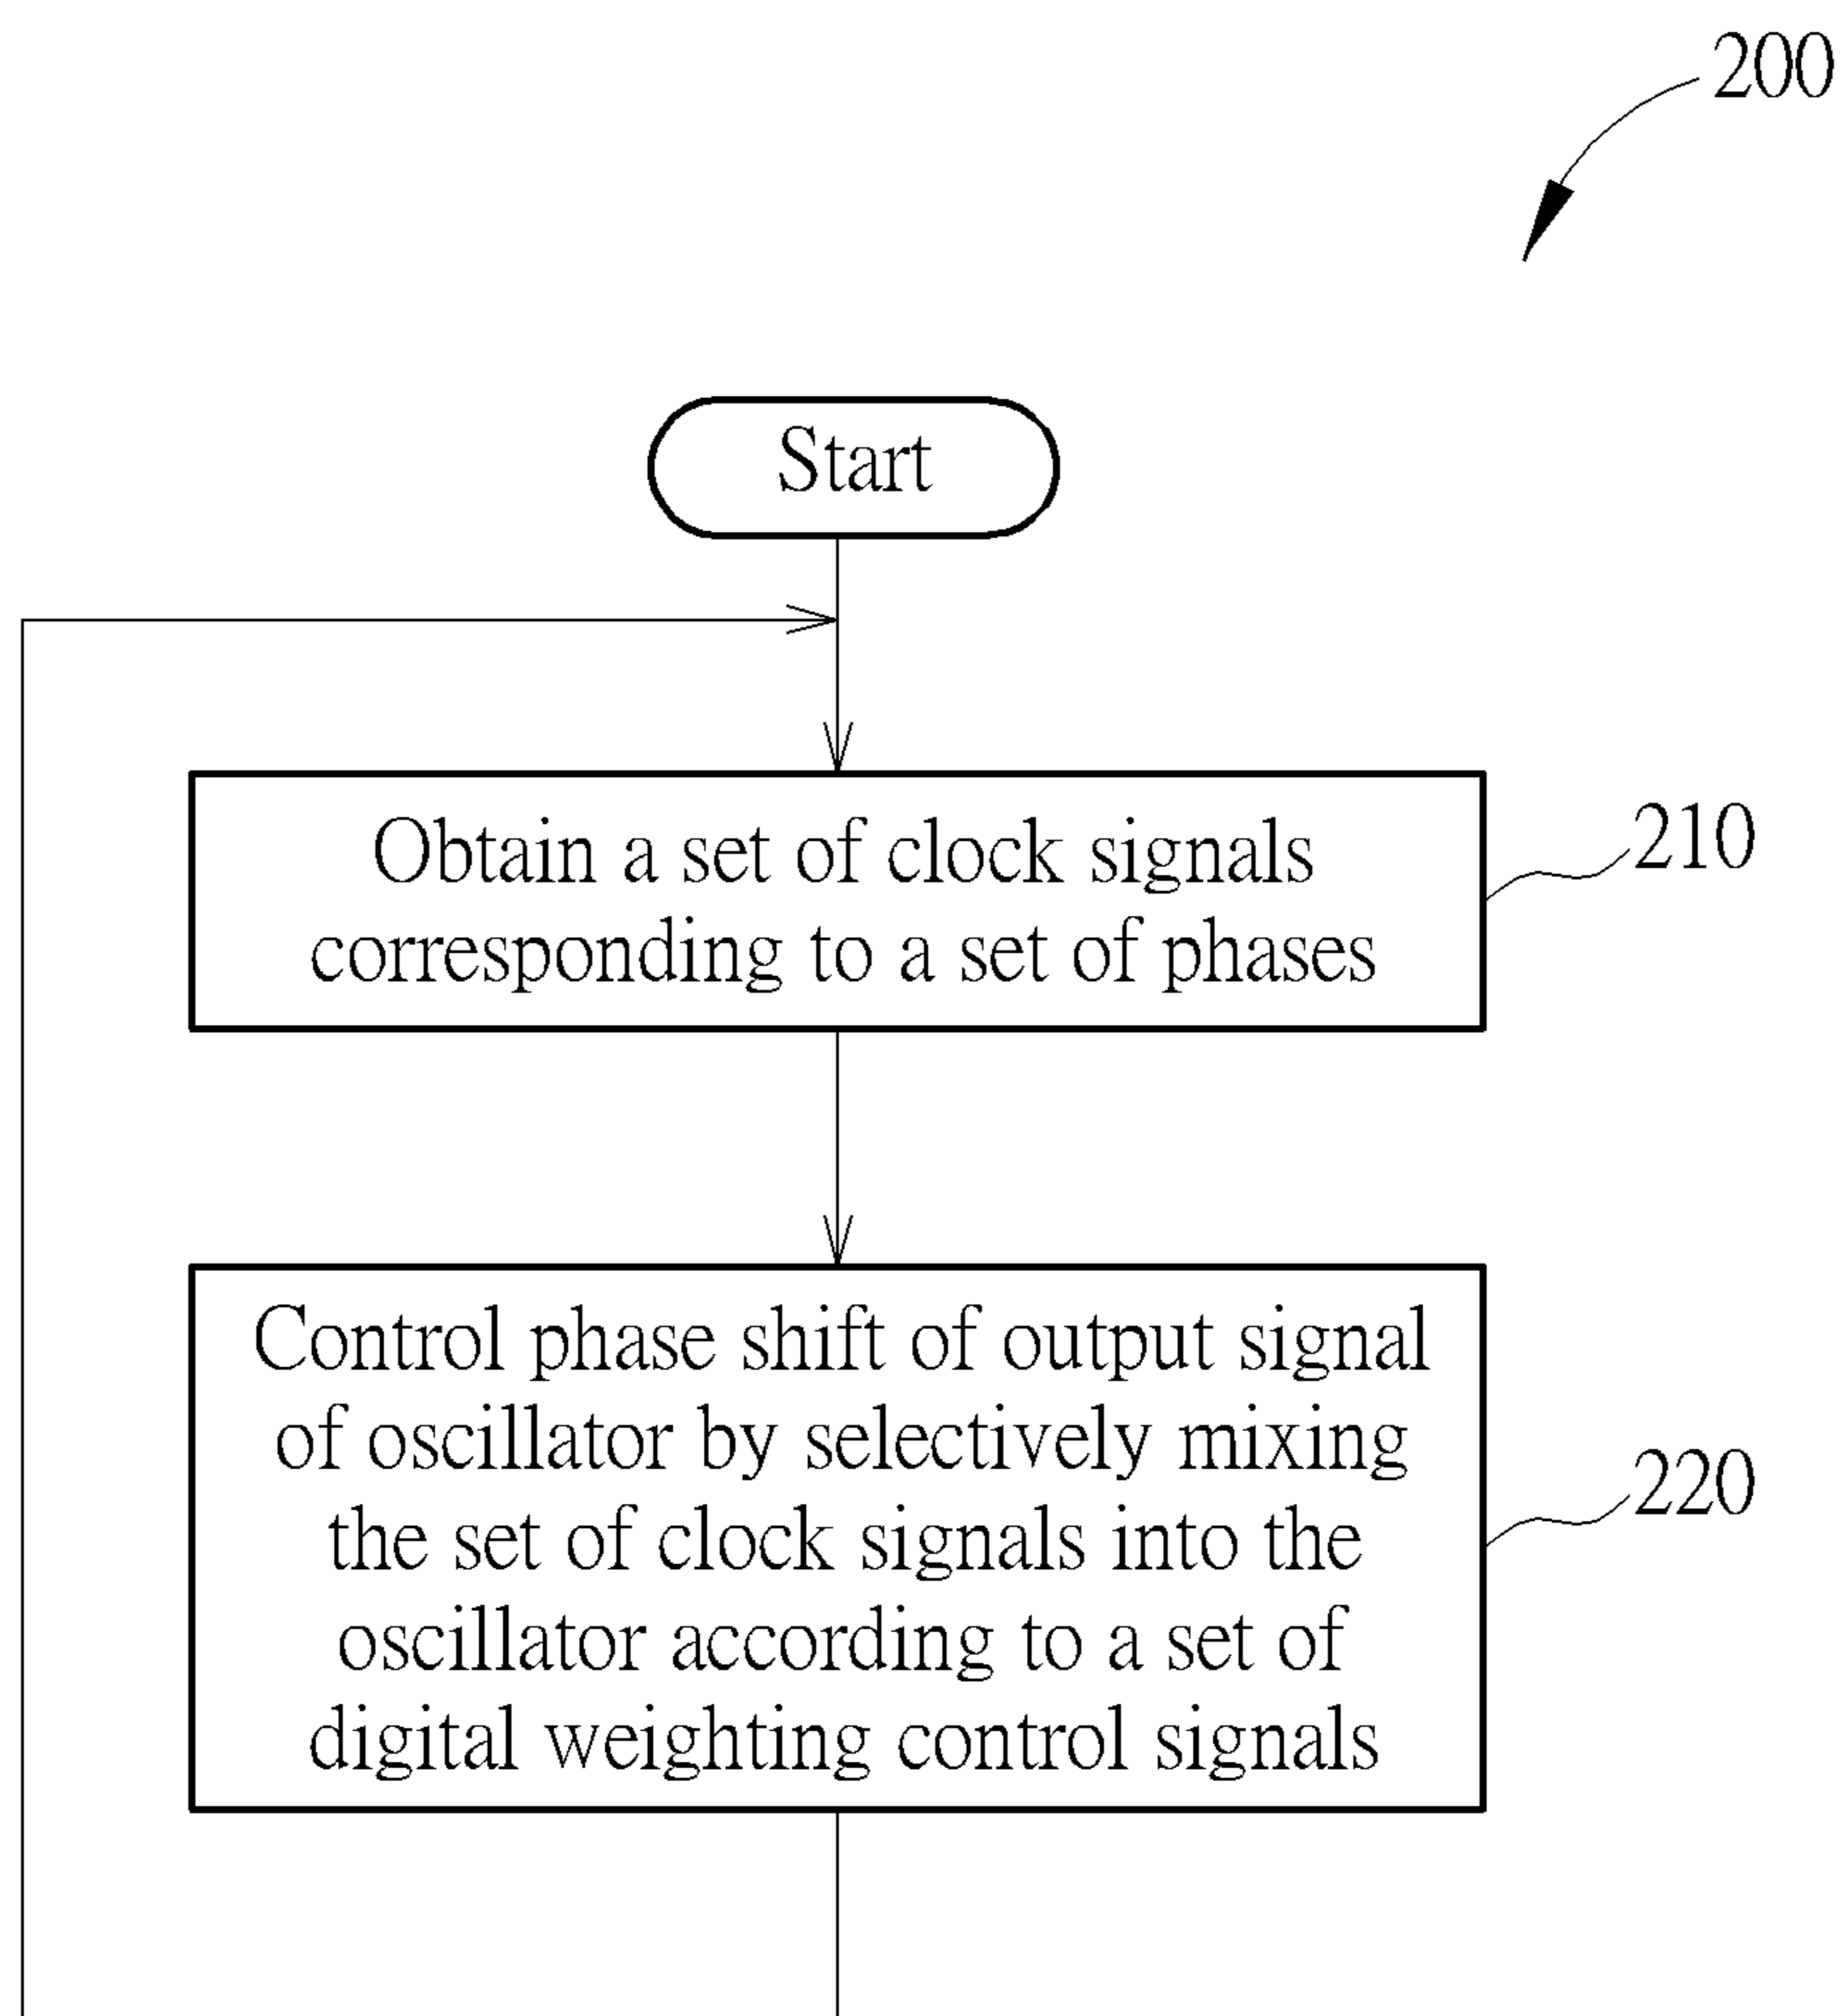 200
Start
Obtain a set of clock signals
corresponding to a set of phases
210
Control phase shift of output signal
of oscillator by selectively mixing
the set of clock signals into the
oscillator according to a set of
digital weighting control signals
220